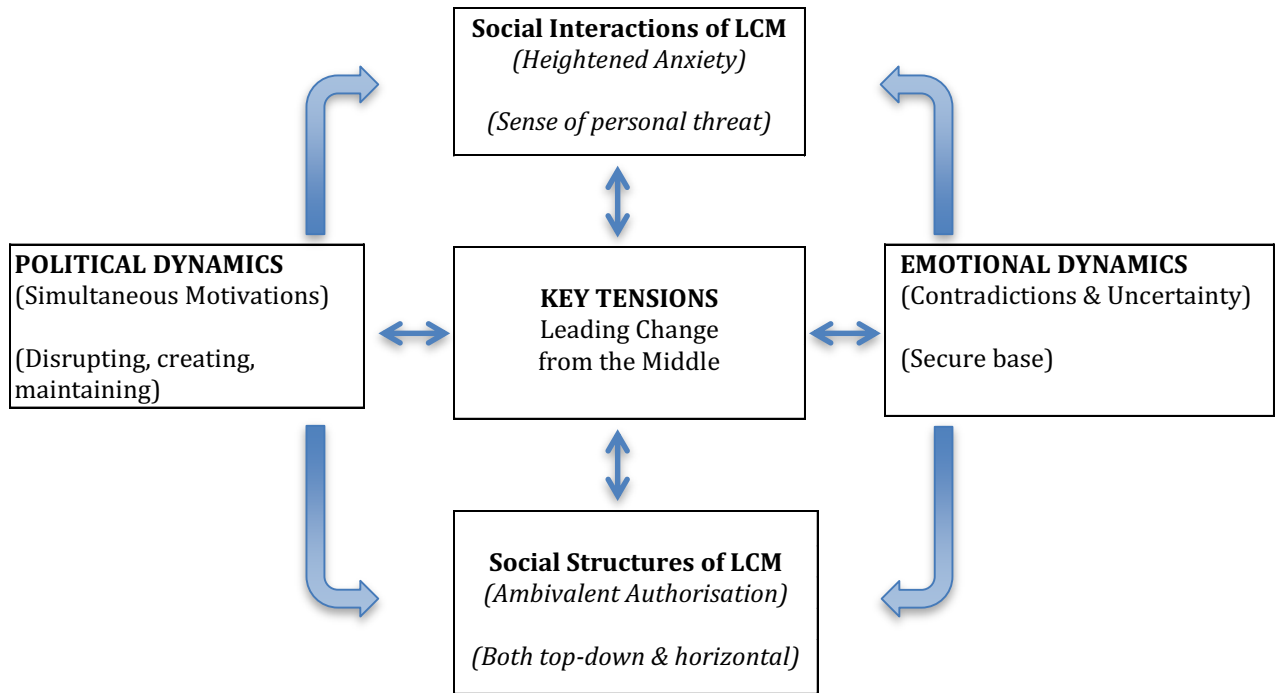 Social Interactions of LCM
(Heightened Anxiety)
(Sense of personal threat)
POLITICAL DYNAMICS
(Simultaneous Motivations)
(Disrupting, creating,
maintaining)
KEY TENSIONS
Leading Change
from the Middle
EMOTIONAL DYNAMICS
(Contradictions & Uncertainty)
(Secure base)
Social Structures of LCM
(Ambivalent Authorisation)
(Both top-down & horizontal)